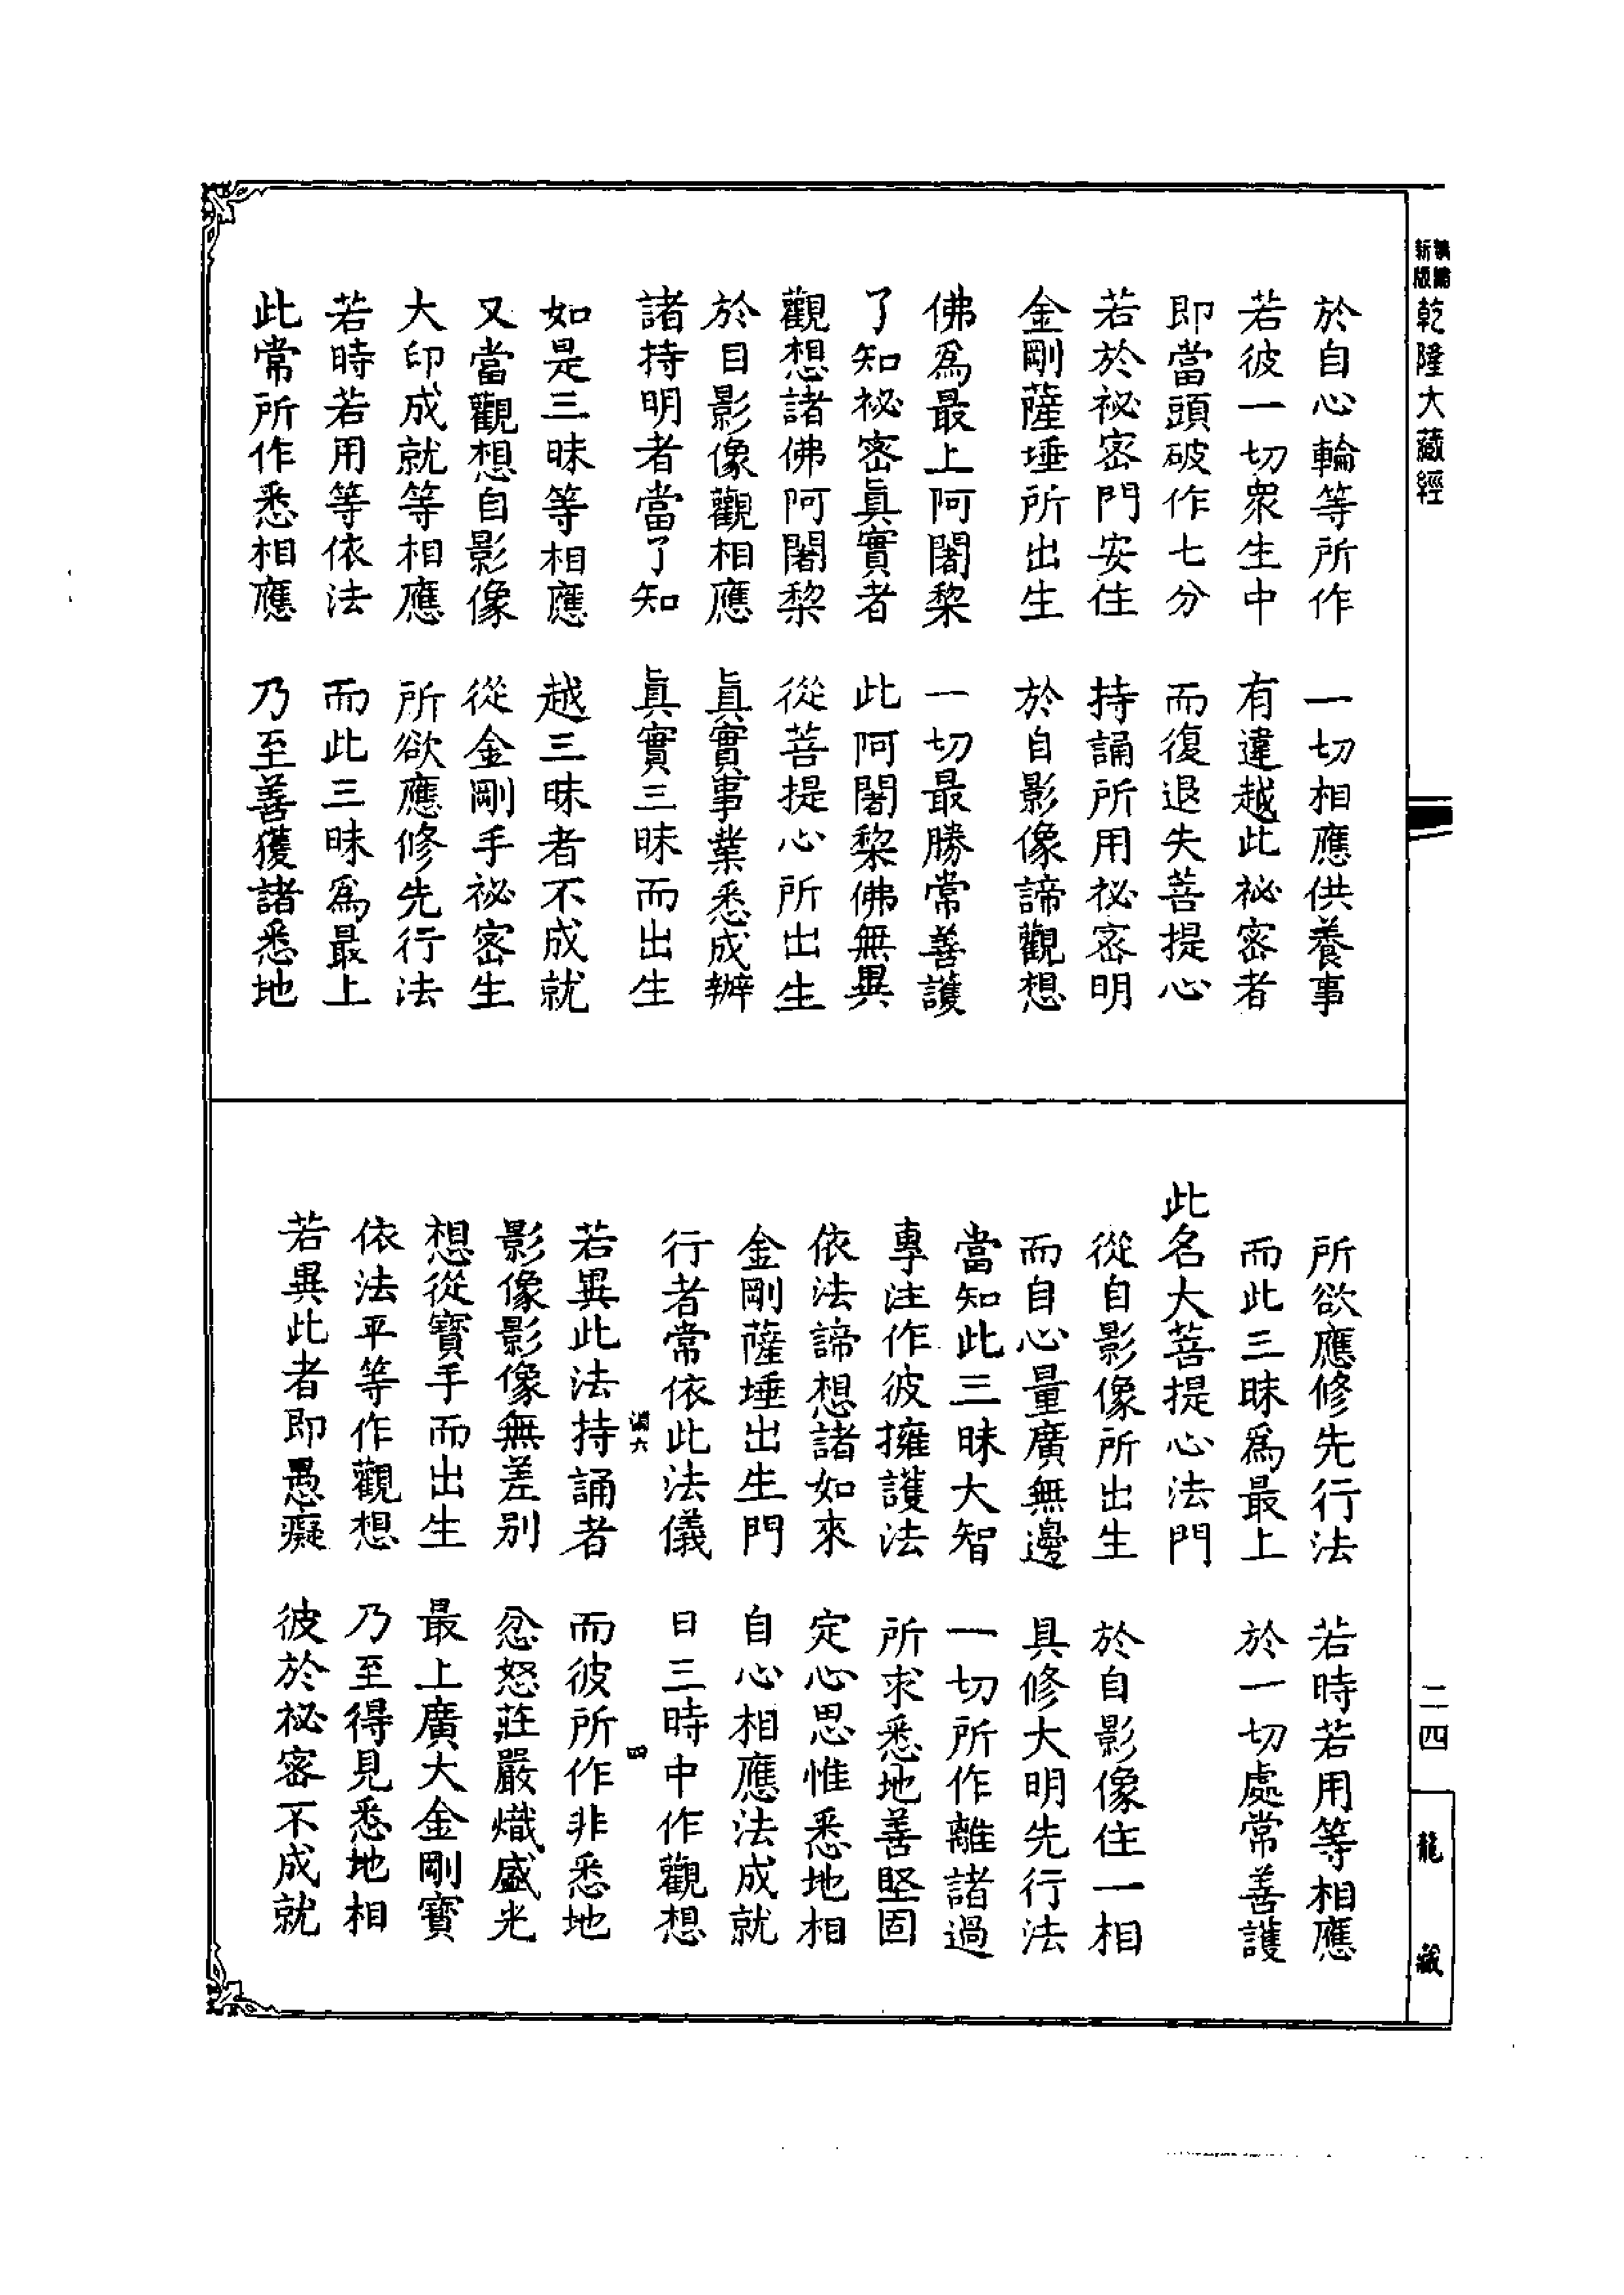 新版
乾隆大藏經
於自心輪等所作　一切相應供養事
若彼一切衆生中　有違越此祕密者
即當頭破作七分　而復退失菩提心
若於祕密門安住　持誦所用祕密明
金剛薩埵所出生　於自影像諦觀想
佛爲最上阿闍黎　一切最勝常善護
了知祕密眞實者　此阿闍黎佛無異
觀想諸佛阿闍黎　從菩提心所出生
於目影像觀相應　眞實事業悉成辦
諸持明者當了知　眞實三昧而出生
如是三昧等相應　越三昧者不成就
又當觀想自影像　從金剛手祕密生
大印成就等相應　所欲應修先行法
若時若用等依法　而此三昧爲最上
此常所作悉相應　乃至善獲諸悉地
所欲應修先行法　若時若用等相應
而此三昧爲最上　於一切處常善護
此名大菩提心法門
從自影像所出生　於自影像住一相
而自心量廣無邊　具修大明先行法
當知此三昧大智　一切所作離諸過
專注作彼擁護法　所求悉地善堅固
依法諦想諸如來　定心思惟悉地相
金剛薩埵出生門　自心相應法成就
行者常依此法儀　日三時中作觀想
六　四
若異此法持誦者　而彼所作非悉地
影像影像無差别　忿怒莊嚴熾盛光
想從寶手而出生　最上廣大金剛寶
依法平等作觀想　乃至得見悉地相
若異此者即愚癡　彼於祕密不成就
二四
龍藏